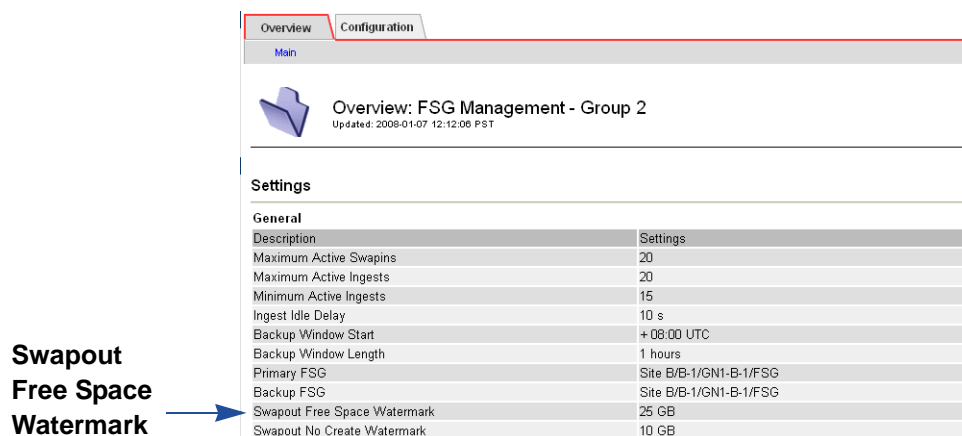 Overview Configuration
Main
Overview: FSG Management - Group 2
Updated: 2008-01-07 12:12:06 PST
Settings
General
Description Settings
Maximum Active Swapins 20
Maximum Active Ingests 20
Minimum Active Ingests 15
Ingest Idle Delay 10 s
Backup Window Start + 08:00 UTC
Backup Window Length 1 hours
Primary FSG Site B/B-1/GN1-B-1/FSG
Backup FSG Site B/B-1/GN1-B-1/FSG
Swapout Free Space Watermark 25 GB
Swapout No Create Watermark 10 GB
Swapout
Free Space
Watermark